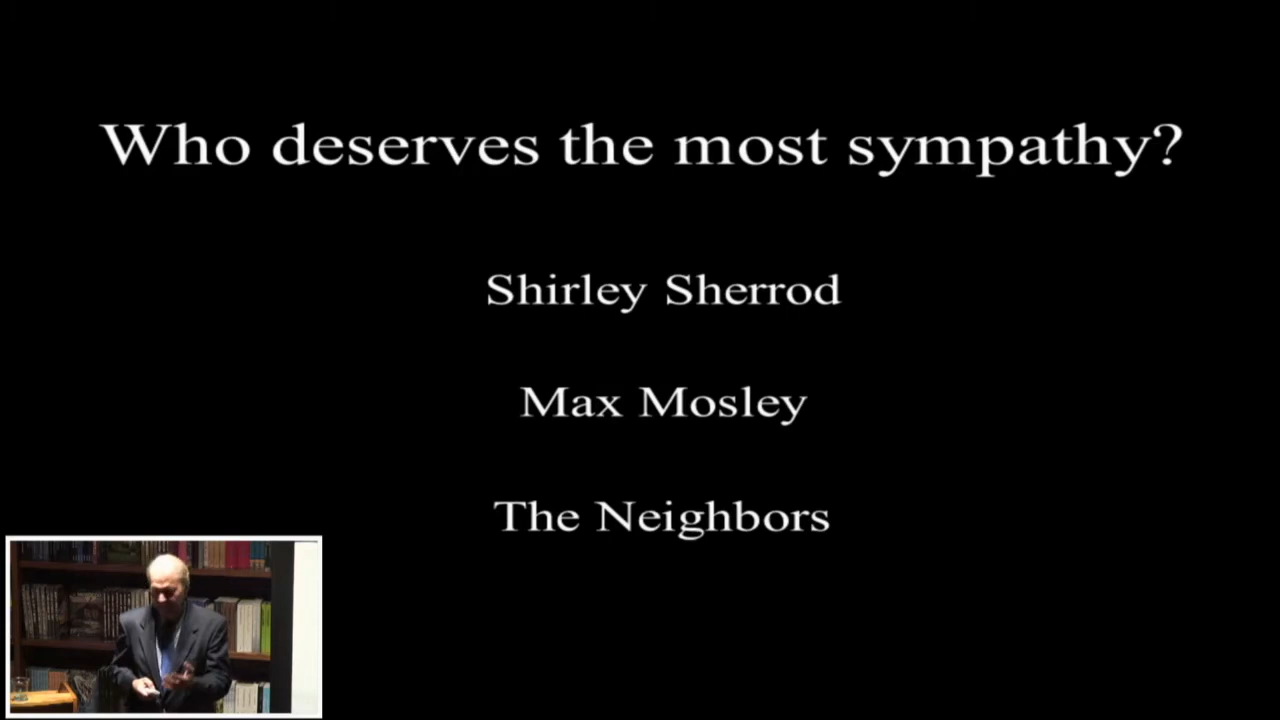 Who deserves the most sympathy?
Shirley Sherrod
Max Mosley
The Neighbors